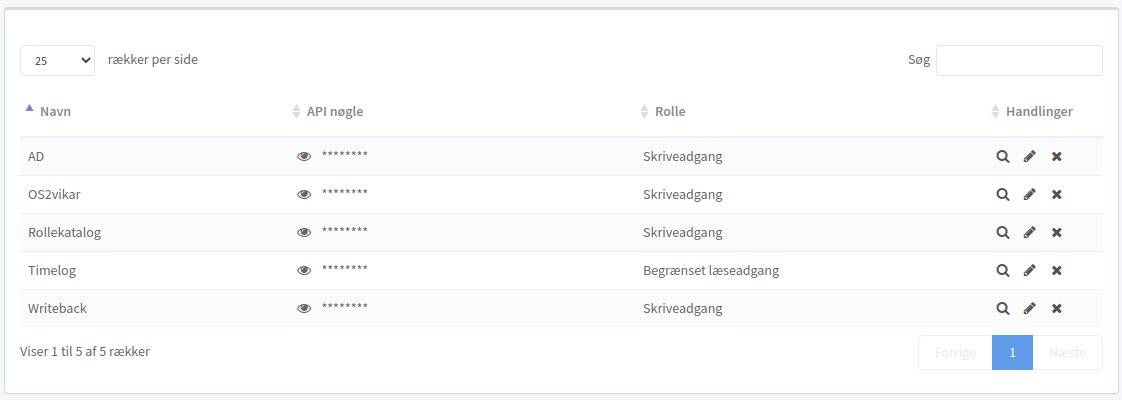 25 rækker per side Søg
Navn API nøgle Rolle Handlinger
AD ******** Skriveadgang
OS2vikar ******** Skriveadgang
Rollekatalog ******** Skriveadgang
Timelog ******** Begrænset læseadgang
Writeback ******** Skriveadgang
Viser 1 til 5 af 5 rækker Forrige 1 Næste